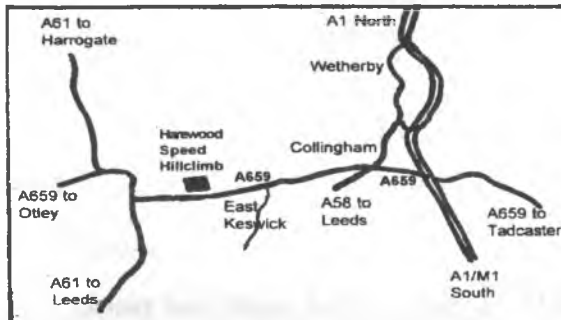 A61 to
Harrogate
A1 North
Wetherby
Harewood
Speed
Hillclimb
Collingham
A659
A659
A659 to
Otley
East
Keswick
A58 to
Leeds
A659 to
Tadcaster
A61 to
Leeds
A1/M1
South